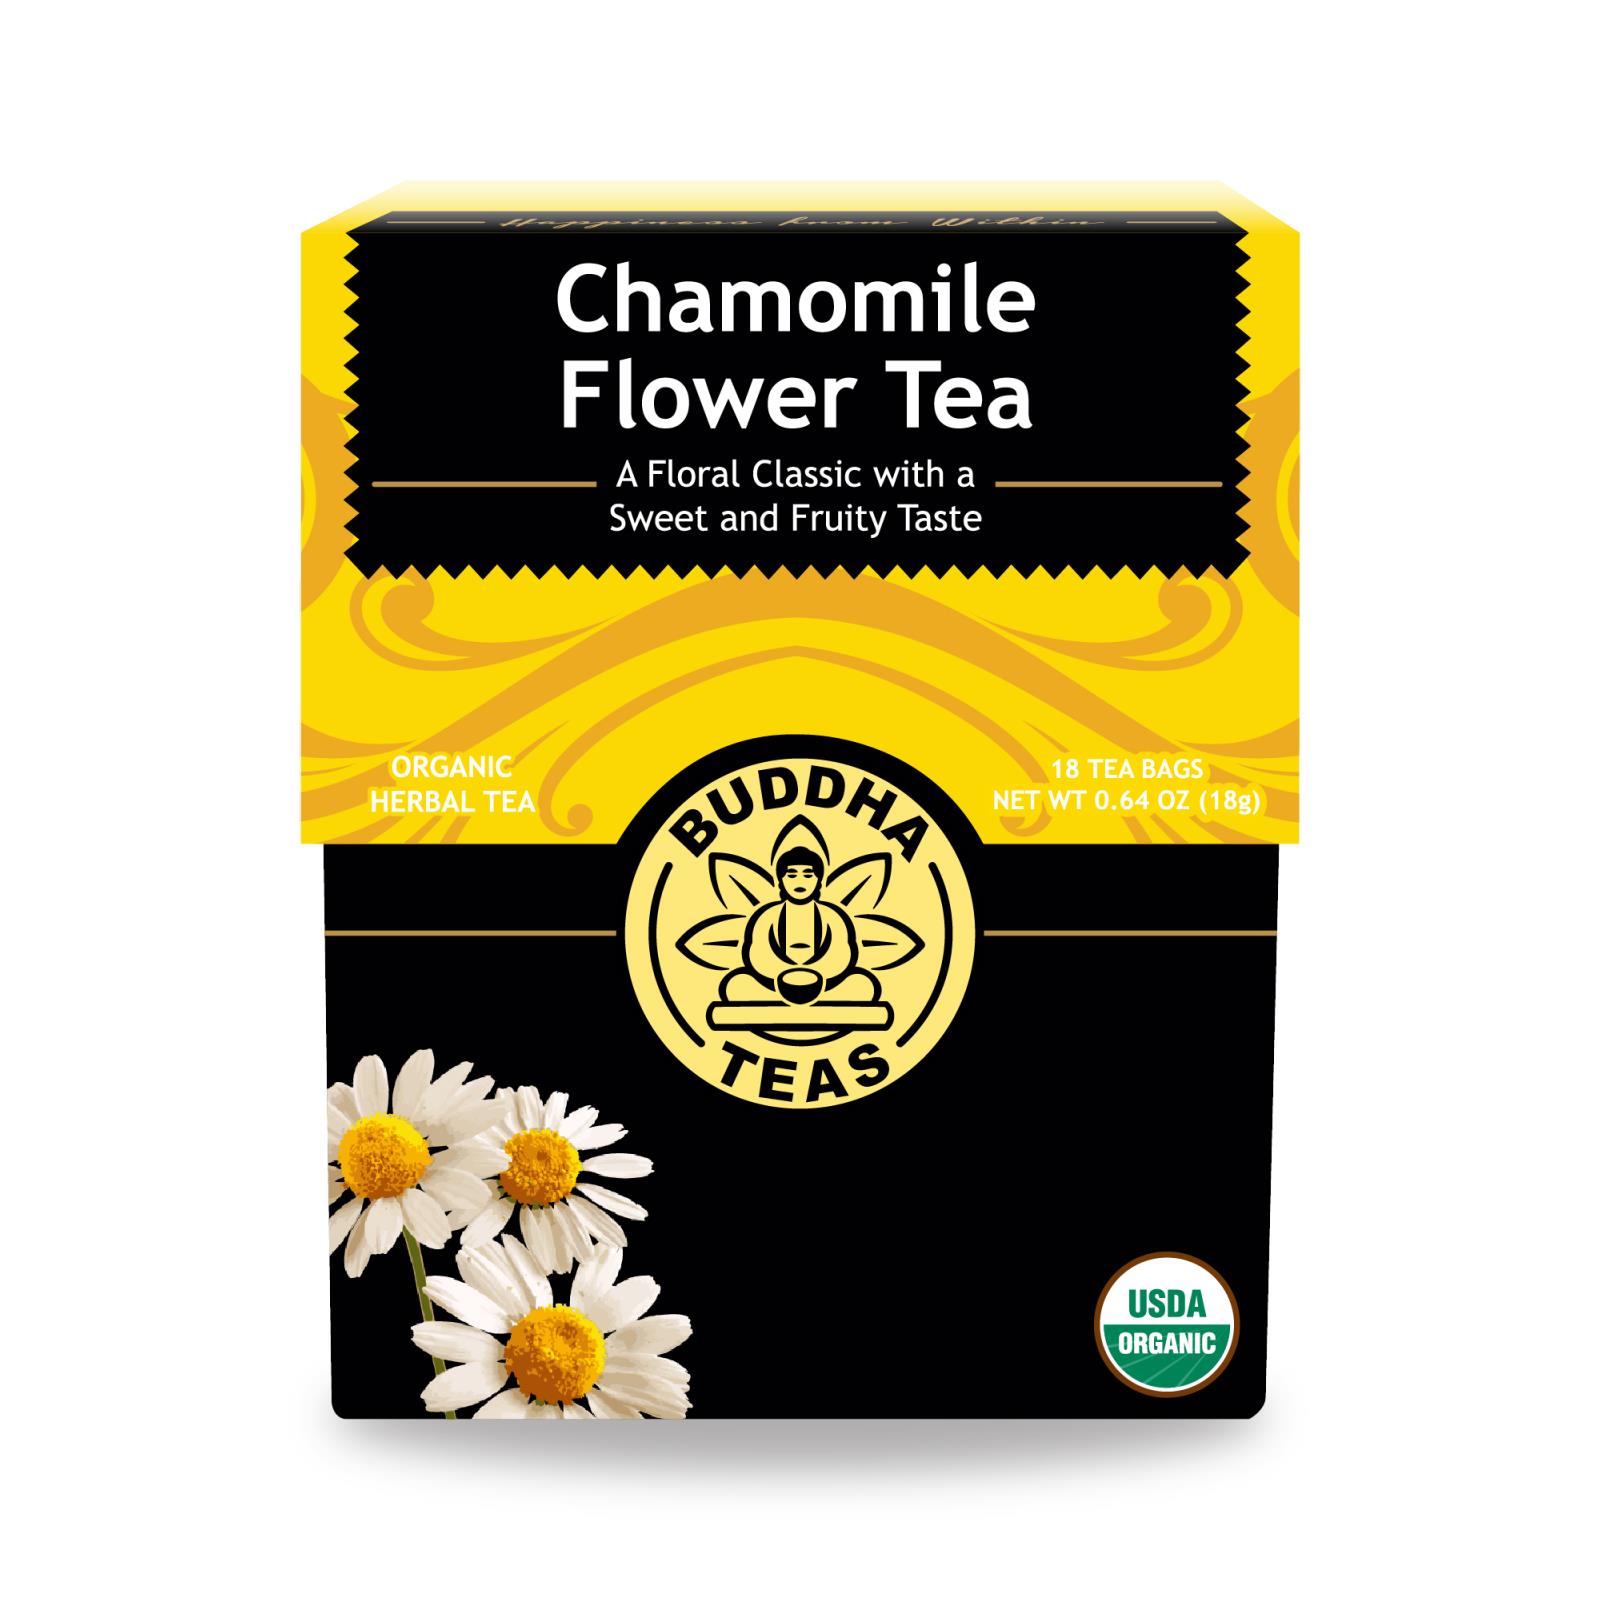 Happiness from Within
Chamomile
Flower Tea
A Floral Classic with a
Sweet and Fruity Taste
ORGANIC
HERBAL TEA
18 TEA BAGS
NET WT 0.64 OZ (18g)
BUDDHA
TEAS
USDA
ORGANIC